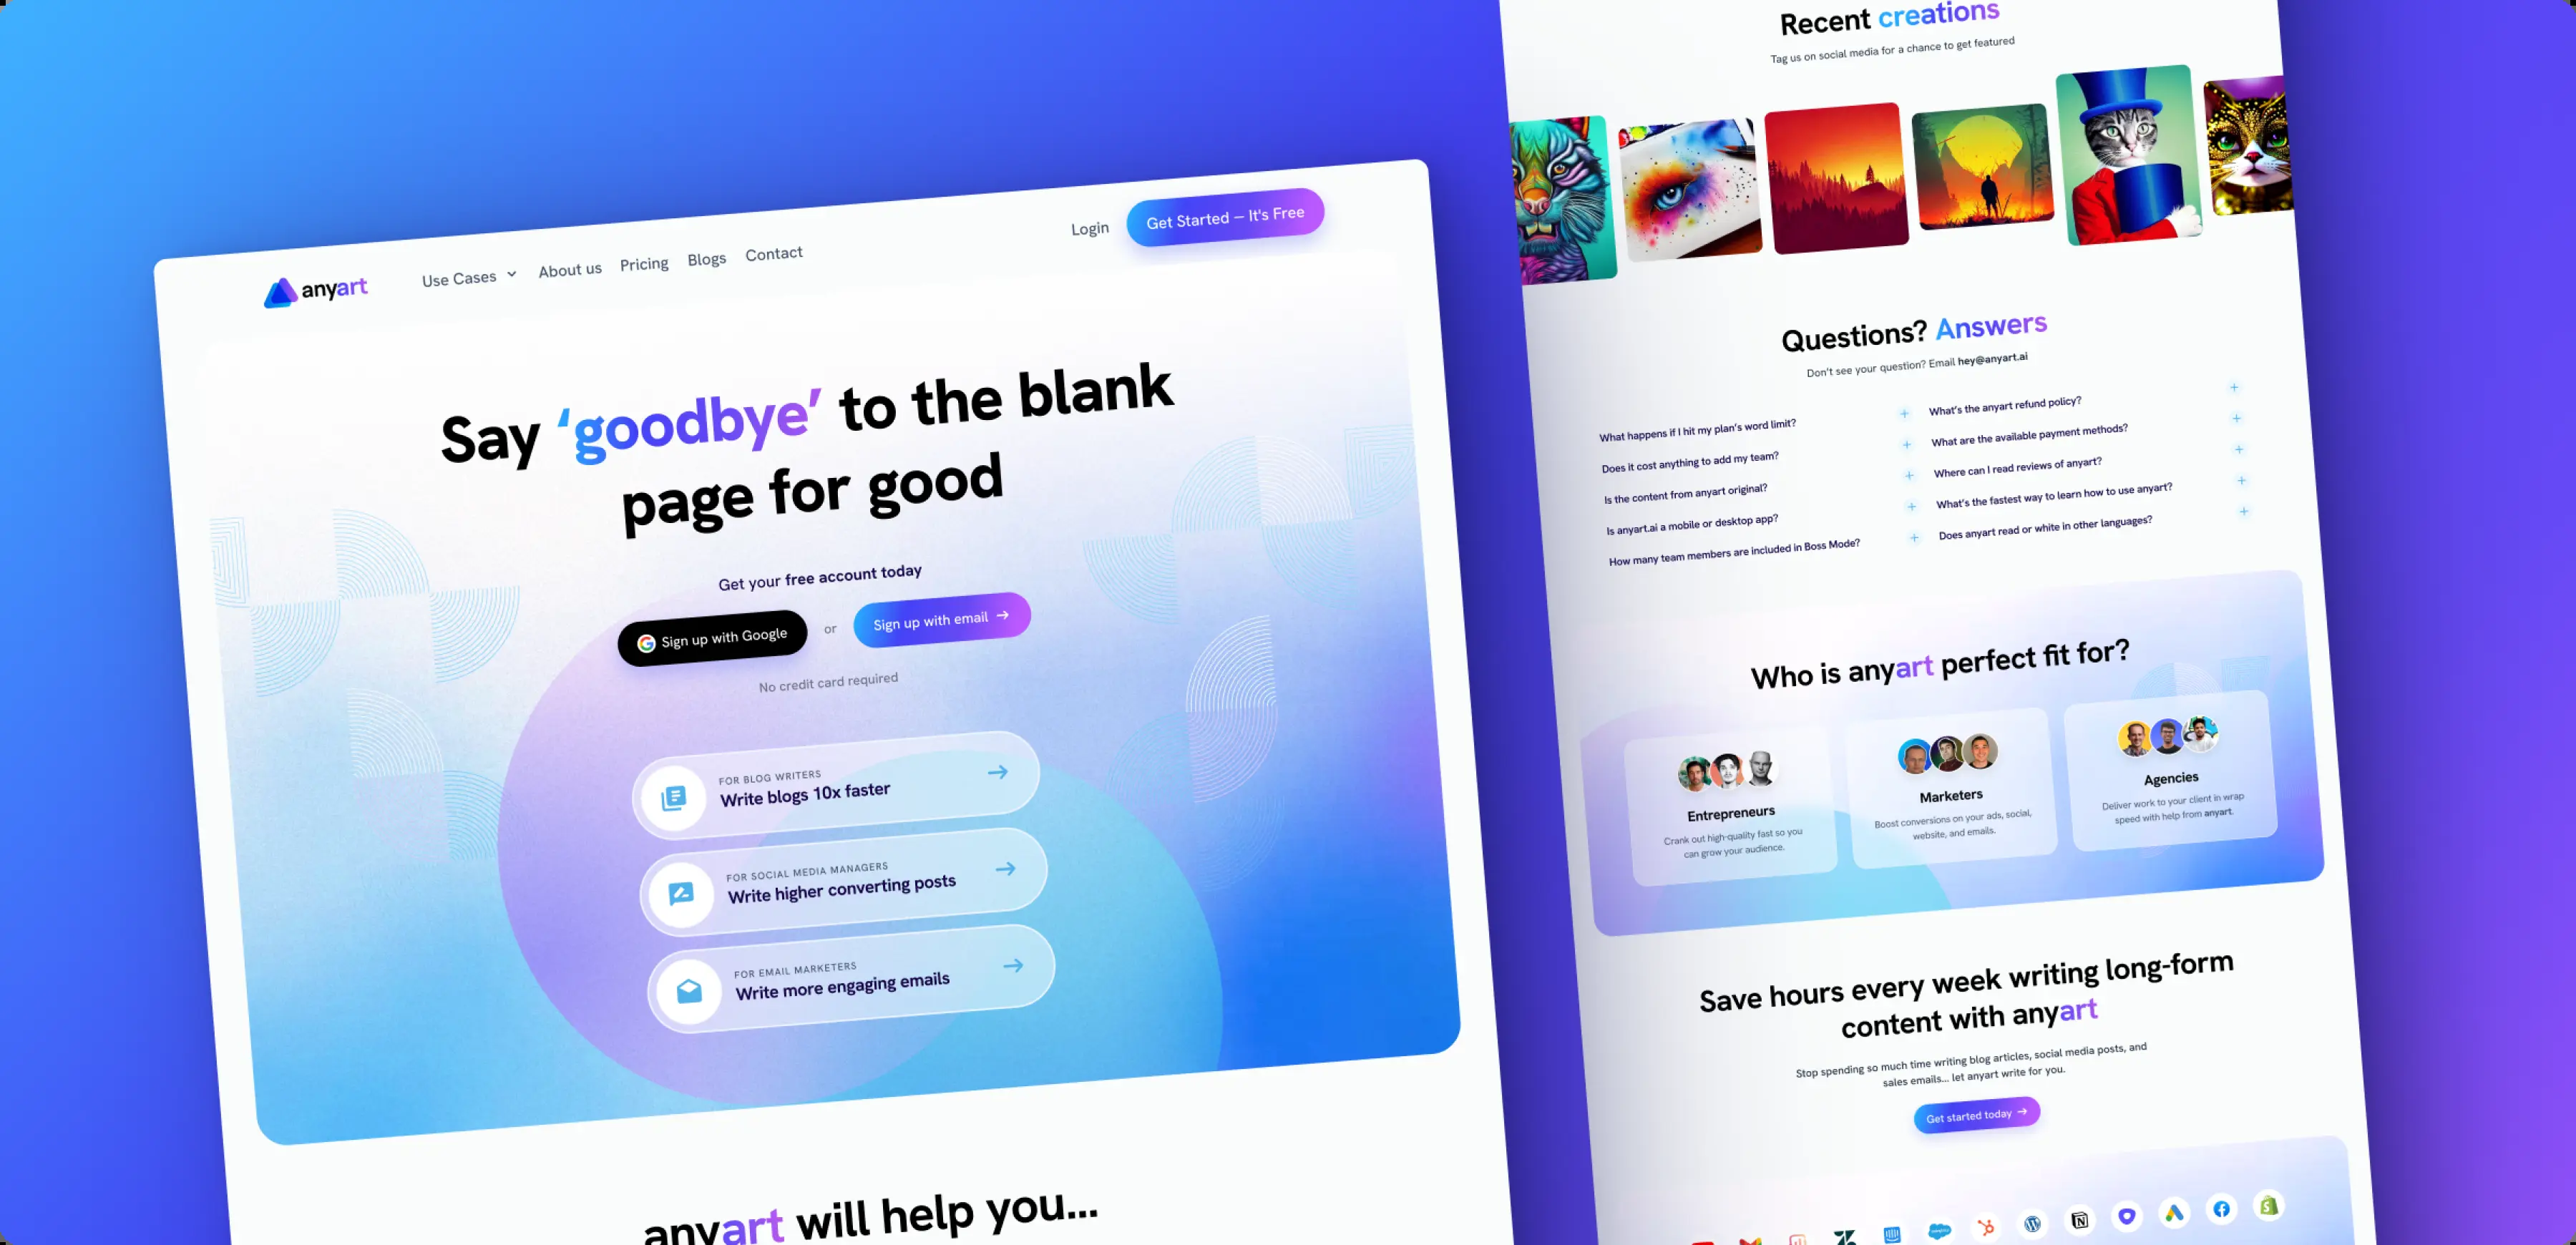 anyart
Use Cases
About us
Pricing
Blogs
Contact
Login
Get Started – It's Free
Say ‘goodbye’ to the blank
page for good
Get your free account today
Sign up with Google
or
Sign up with email →
No credit card required
FOR BLOG WRITERS
Write blogs 10x faster
FOR SOCIAL MEDIA MANAGERS
Write higher converting posts
FOR EMAIL MARKETERS
Write more engaging emails
anyart will help you...
Recent creations
Tag us on social media for a chance to get featured
Questions? Answers
Don't see your question? Email hey@anyart.ai
What happens if I hit my plan's word limit?
Does it cost anything to add my team?
Is the content from anyart original?
Is anyart.ai a mobile or desktop app?
How many team members are included in Boss Mode?
What's the anyart refund policy?
What are the available payment methods?
Where can I read reviews of anyart?
What's the fastest way to learn how to use anyart?
Does anyart read or white in other languages?
Who is anyart perfect fit for?
Entrepreneurs
Crank out high-quality fast so you
can grow your audience.
Marketers
Boost conversions on your ads, social,
website, and emails.
Agencies
Deliver work to your client in wrap
speed with help from anyart.
Save hours every week writing long-form
content with anyart
Stop spending so much time writing blog articles, social media posts, and
sales emails... let anyart write for you.
Get started today →